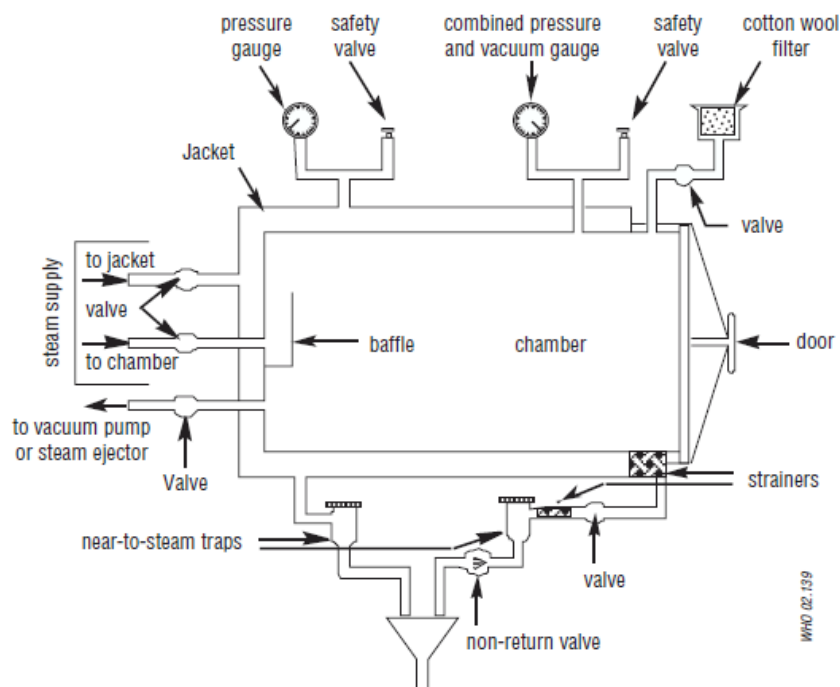 pressure
gauge
safety
valve
combined pressure
and vacuum gauge
safety
valve
cotton wool
filter
Jacket
valve
steam supply
to jacket
valve
to chamber
baffle
chamber
door
to vacuum pump
or steam ejector
Valve
strainers
near-to-steam traps
valve
non-return valve
WHO 02.139